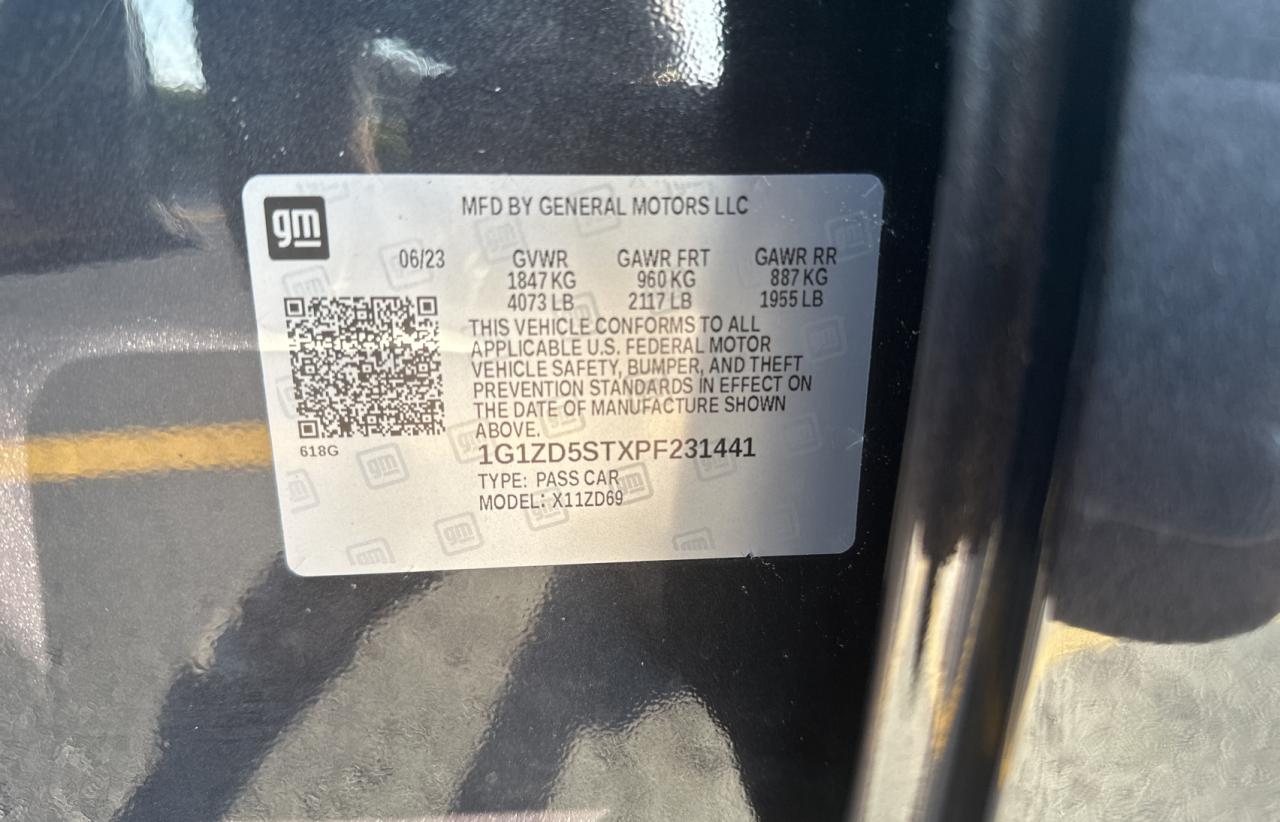 gm
MFD BY GENERAL MOTORS LLC
06/23 GVWR GAWR FRT GAWR RR
1847 KG 960 KG 887 KG
4073 LB 2117 LB 1955 LB
THIS VEHICLE CONFORMS TO ALL
APPLICABLE U.S. FEDERAL MOTOR
VEHICLE SAFETY, BUMPER, AND THEFT
PREVENTION STANDARDS IN EFFECT ON
THE DATE OF MANUFACTURE SHOWN
ABOVE.
618G
1G1ZD5STXPF231441
TYPE: PASS CAR
MODEL: X11ZD69